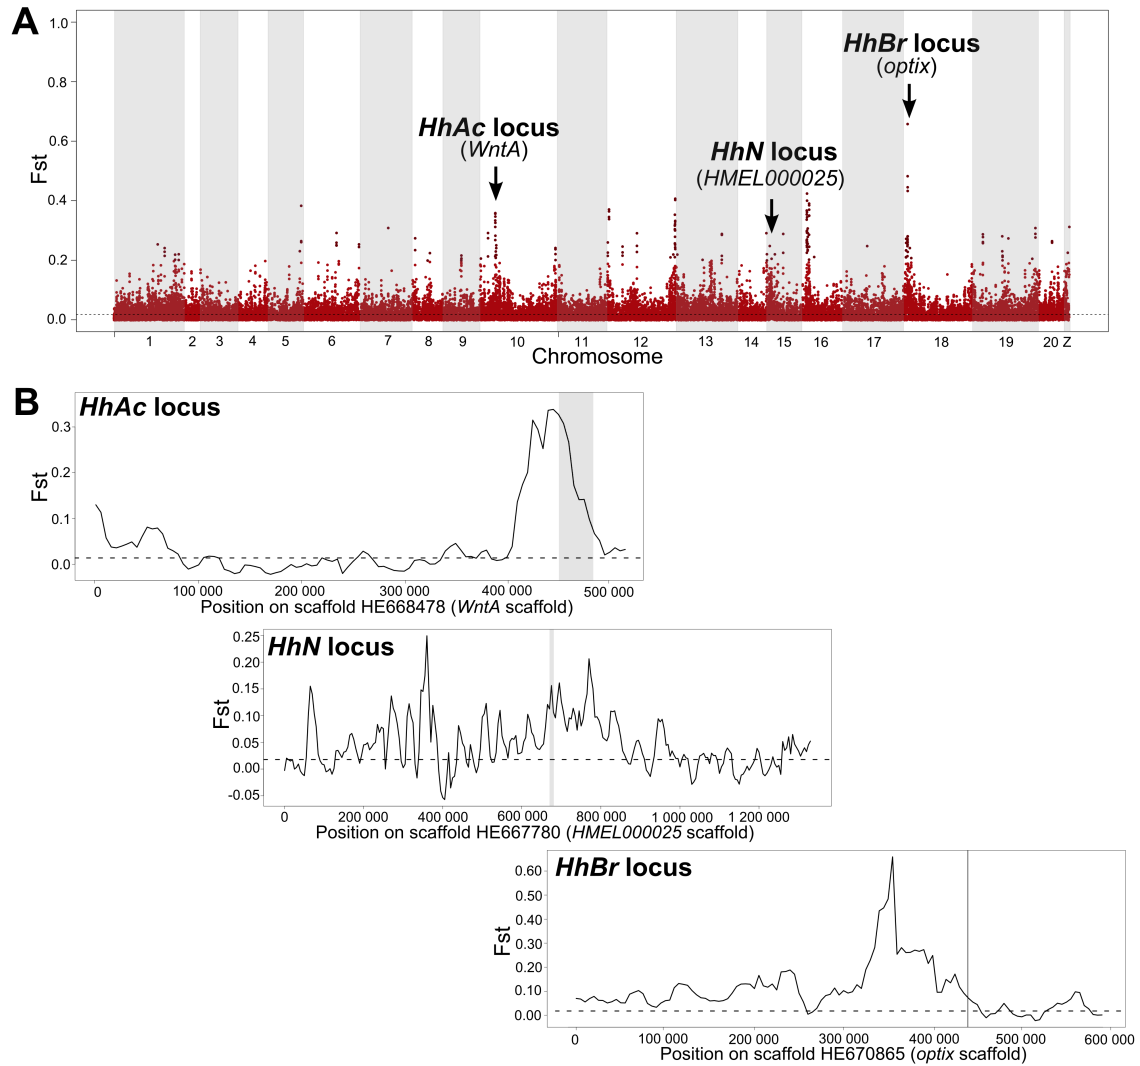 A
1.0
0.8
0.6
0.4
0.2
0.0
Fst
HhAc locus
(WntA)
HhN locus
(HMEL000025)
HhBr locus
(optix)
1 2 3 4 5 6 7 8 9 10 11 12 13 14 15 16 17 18 19 20 Z
Chromosome
B
HhAc locus
0.3
0.2
0.1
0.0
Fst
0 100 000 200 000 300 000 400 000 500 000
Position on scaffold HE668478 (WntA scaffold)
HhN locus
0.25
0.20
0.15
0.10
0.05
0.00
-0.05
Fst
0 200 000 400 000 600 000 800 000 1 000 000 1 200 000
Position on scaffold HE667780 (HMEL000025 scaffold)
HhBr locus
0.60
0.50
0.40
0.30
0.20
0.10
0.00
Fst
0 100 000 200 000 300 000 400 000 500 000 600 000
Position on scaffold HE670865 (optix scaffold)